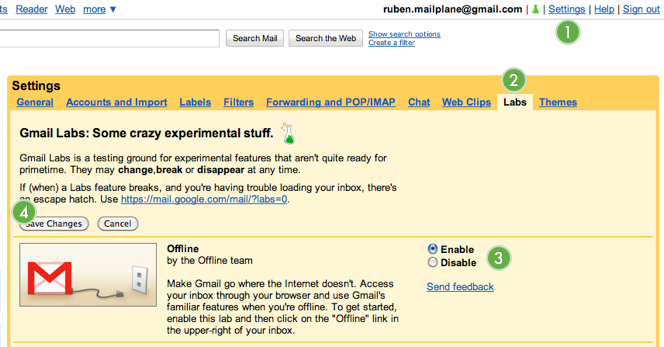 ts Reader Web more ▼
ruben.mailplane@gmail.com | | Settings | Help | Sign out
1
Search Mail Search the Web Show search options
Create a filter
2
Settings
General Accounts and Import Labels Filters Forwarding and POP/IMAP Chat Web Clips Labs Themes
Gmail Labs: Some crazy experimental stuff.
Gmail Labs is a testing ground for experimental features that aren't quite ready for
primetime. They may change,break or disappear at any time.
If (when) a Labs feature breaks, and you're having trouble loading your inbox, there's
an escape hatch. Use https://mail.google.com/mail/?labs=0.
4
Save Changes Cancel
Offline
by the Offline team
Make Gmail go where the Internet doesn't. Access
your inbox through your browser and use Gmail's
familiar features when you're offline. To get started,
enable this lab and then click on the "Offline" link in
the upper-right of your inbox.
Enable
Disable
3
Send feedback